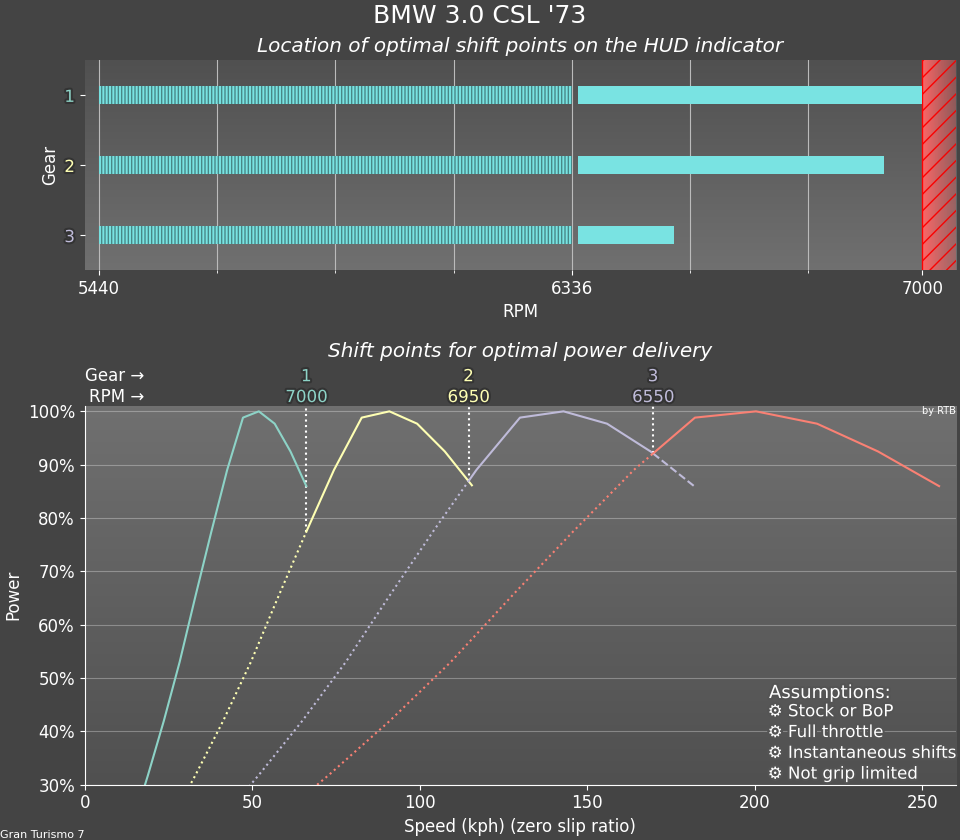 BMW 3.0 CSL '73
Location of optimal shift points on the HUD indicator
Gear
1
2
3
5440
6336
7000
RPM
Shift points for optimal power delivery
Gear → 1 2 3
RPM → 7000 6950 6550
by RTB
Power
100%
90%
80%
70%
60%
50%
40%
30%
Assumptions:
⚙ Stock or BoP
⚙ Full throttle
⚙ Instantaneous shifts
⚙ Not grip limited
0 50 100 150 200 250
Speed (kph) (zero slip ratio)
Gran Turismo 7